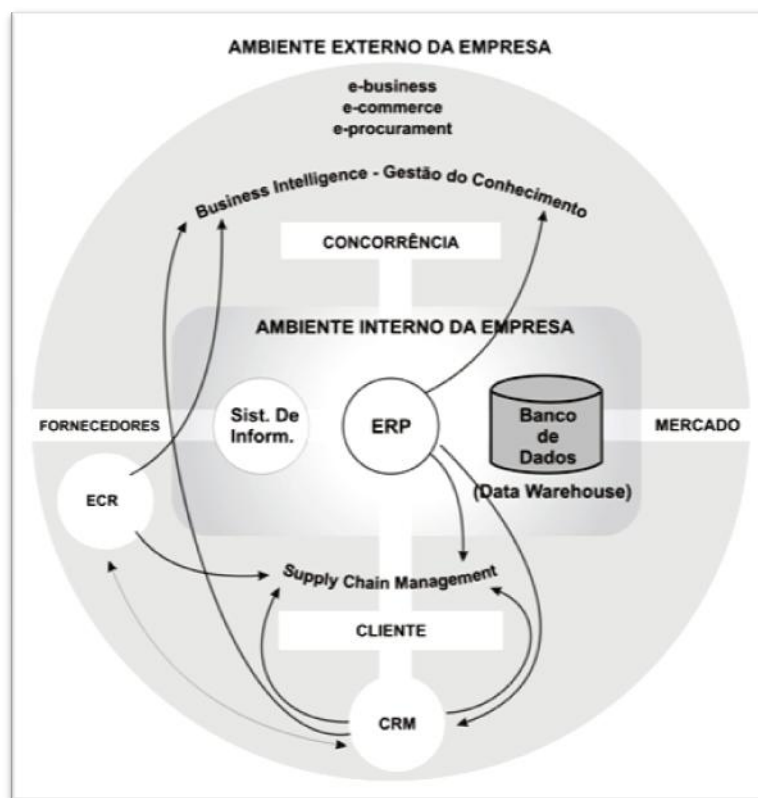 AMBIENTE EXTERNO DA EMPRESA
e-business
e-commerce
e-procurament
Business Intelligence - Gestão do Conhecimento
CONCORRÊNCIA
AMBIENTE INTERNO DA EMPRESA
FORNECEDORES
Sist. De
Inform.
ERP
Banco
de
Dados
MERCADO
(Data Warehouse)
ECR
Supply Chain Management
CLIENTE
CRM